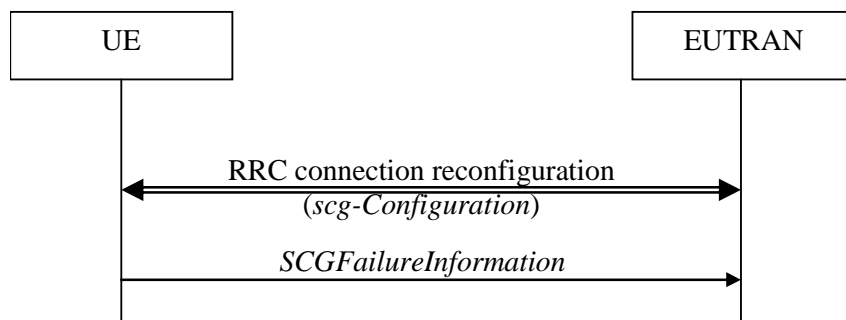 UE
EUTRAN
RRC connection reconfiguration
(scg-Configuration)
SCGFailureInformation